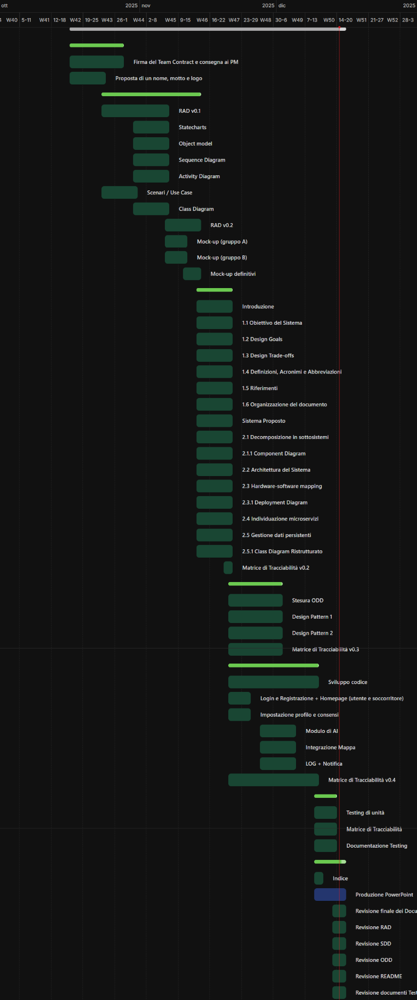 ott 2025 nov 2025 dic 2025
4 W40 5-11 W41 12-18 W42 19-25 W43 26-1 W44 2-8 W45 9-15 W46 16-22 W47 23-29 W48 30-6 W49 7-13 W50 14-20 W51 21-27 W52 28-3
Firma del Team Contract e consegna ai PM
Proposta di un nome, motto e logo
RAD v0.1
Statecharts
Object model
Sequence Diagram
Activity Diagram
Scenari / Use Case
Class Diagram
RAD v0.2
Mock-up (gruppo A)
Mock-up (gruppo B)
Mock-up definitivi
Introduzione
1.1 Obiettivo del Sistema
1.2 Design Goals
1.3 Design Trade-offs
1.4 Definizioni, Acronimi e Abbreviazioni
1.5 Riferimenti
1.6 Organizzazione del documento
Sistema Proposto
2.1 Decomposizione in sottosistemi
2.1.1 Component Diagram
2.2 Architettura del Sistema
2.3 Hardware-software mapping
2.3.1 Deployment Diagram
2.4 Individuazione microservizi
2.5 Gestione dati persistenti
2.5.1 Class Diagram Ristrutturato
Matrice di Tracciabilità v0.2
Stesura ODD
Design Pattern 1
Design Pattern 2
Matrice di Tracciabilità v0.3
Sviluppo codice
Login e Registrazione + Homepage (utente e soccorritore)
Impostazione profilo e consensi
Modulo di AI
Integrazione Mappa
LOG + Notifica
Matrice di Tracciabilità v0.4
Testing di unità
Matrice di Tracciabilità
Documentazione Testing
Indice
Produzione PowerPoint
Revisione finale dei Docu
Revisione RAD
Revisione SDD
Revisione ODD
Revisione README
Revisione documenti Test